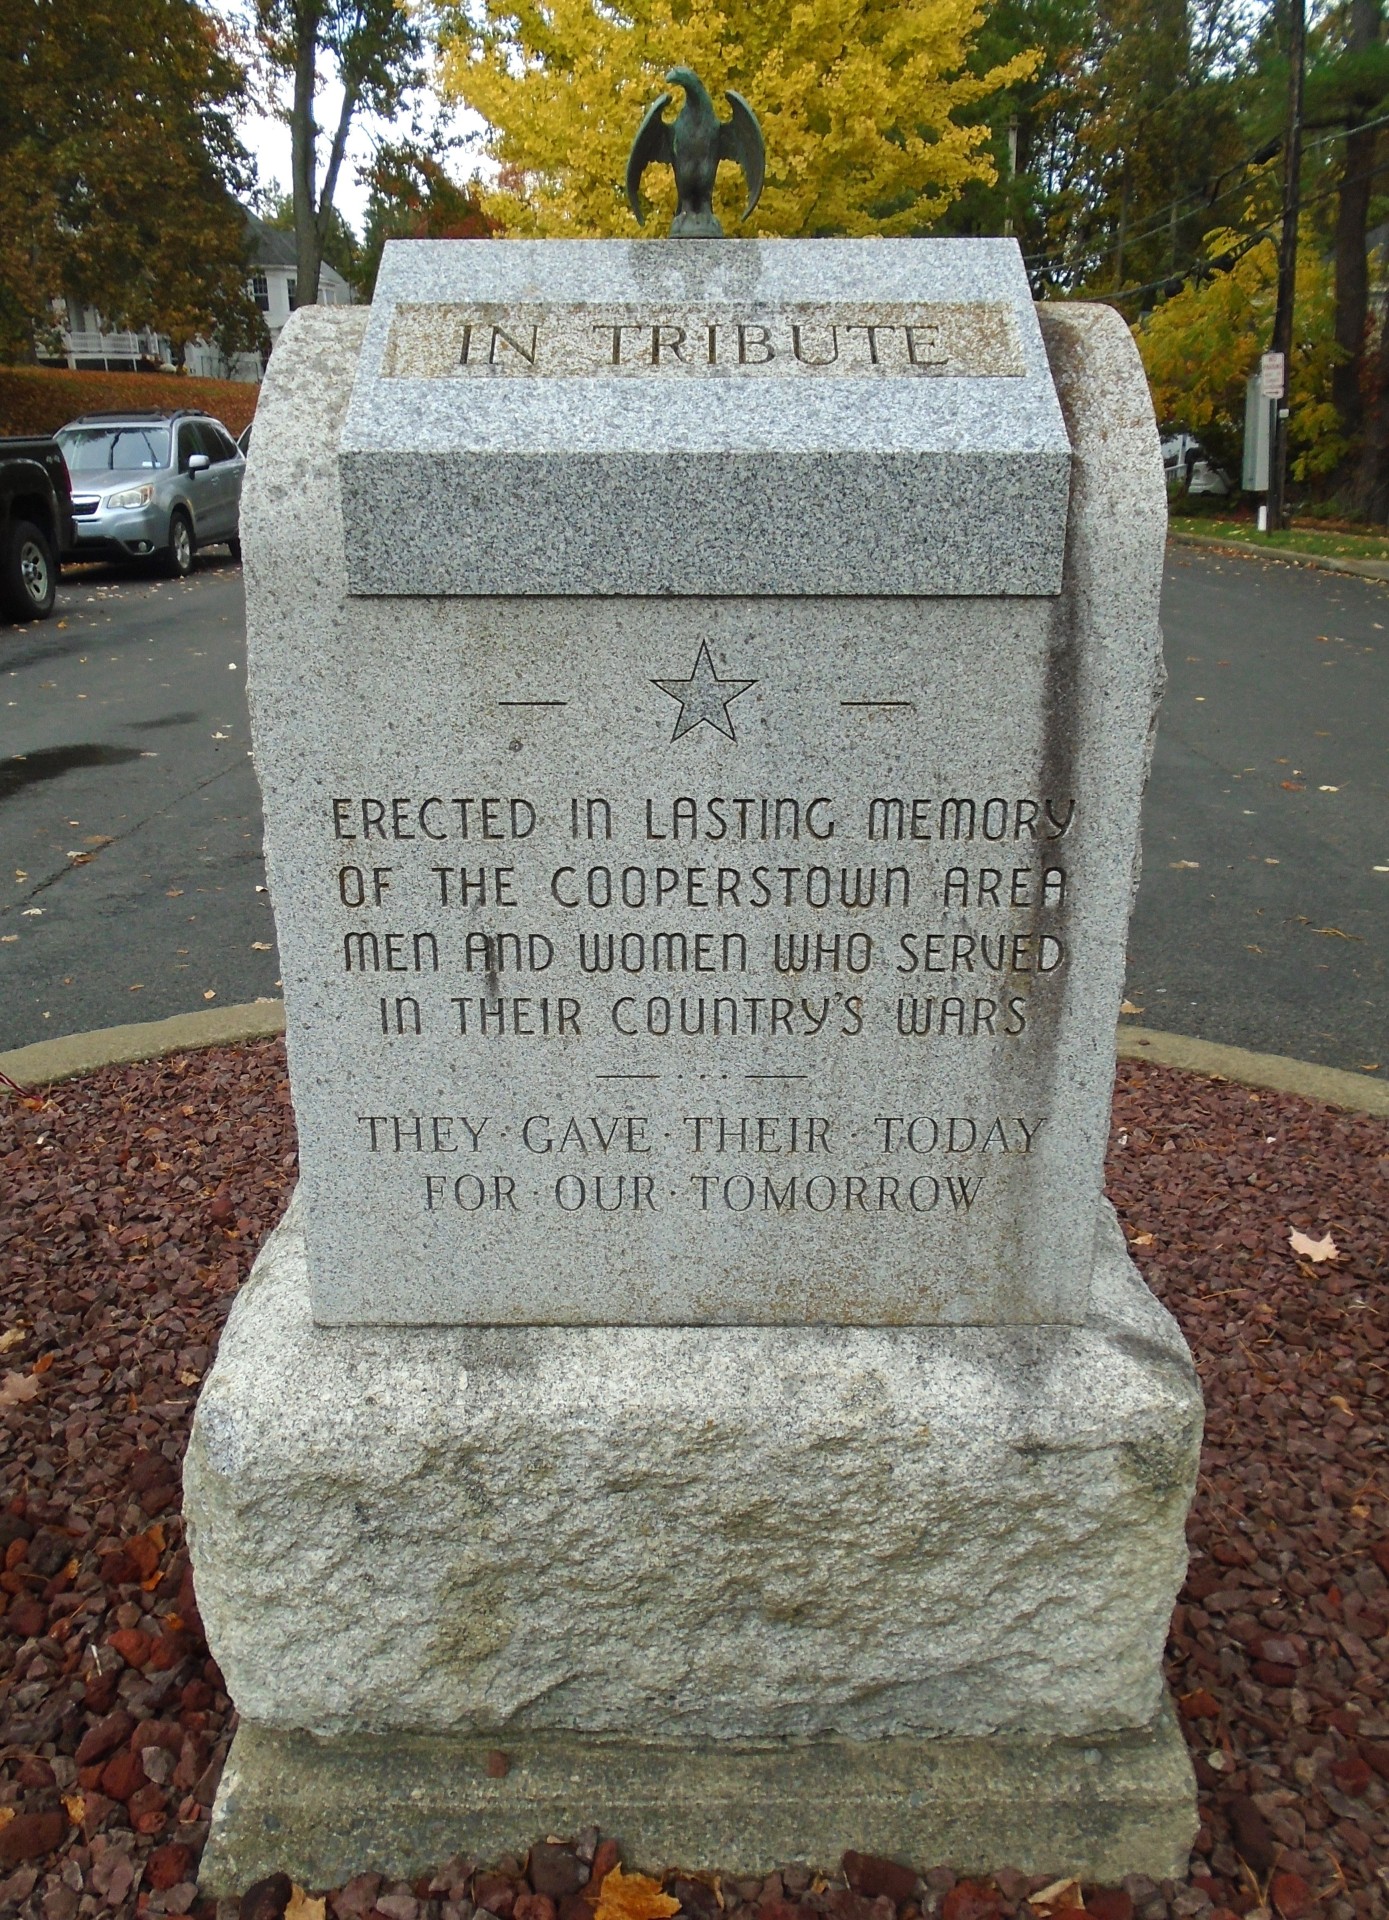 IN TRIBUTE
ERECTED IN LASTING MEMORY
OF THE COOPERSTOWN AREA
MEN AND WOMEN WHO SERVED
IN THEIR COUNTRY'S WARS
THEY·GAVE·THEIR·TODAY
FOR·OUR·TOMORROW